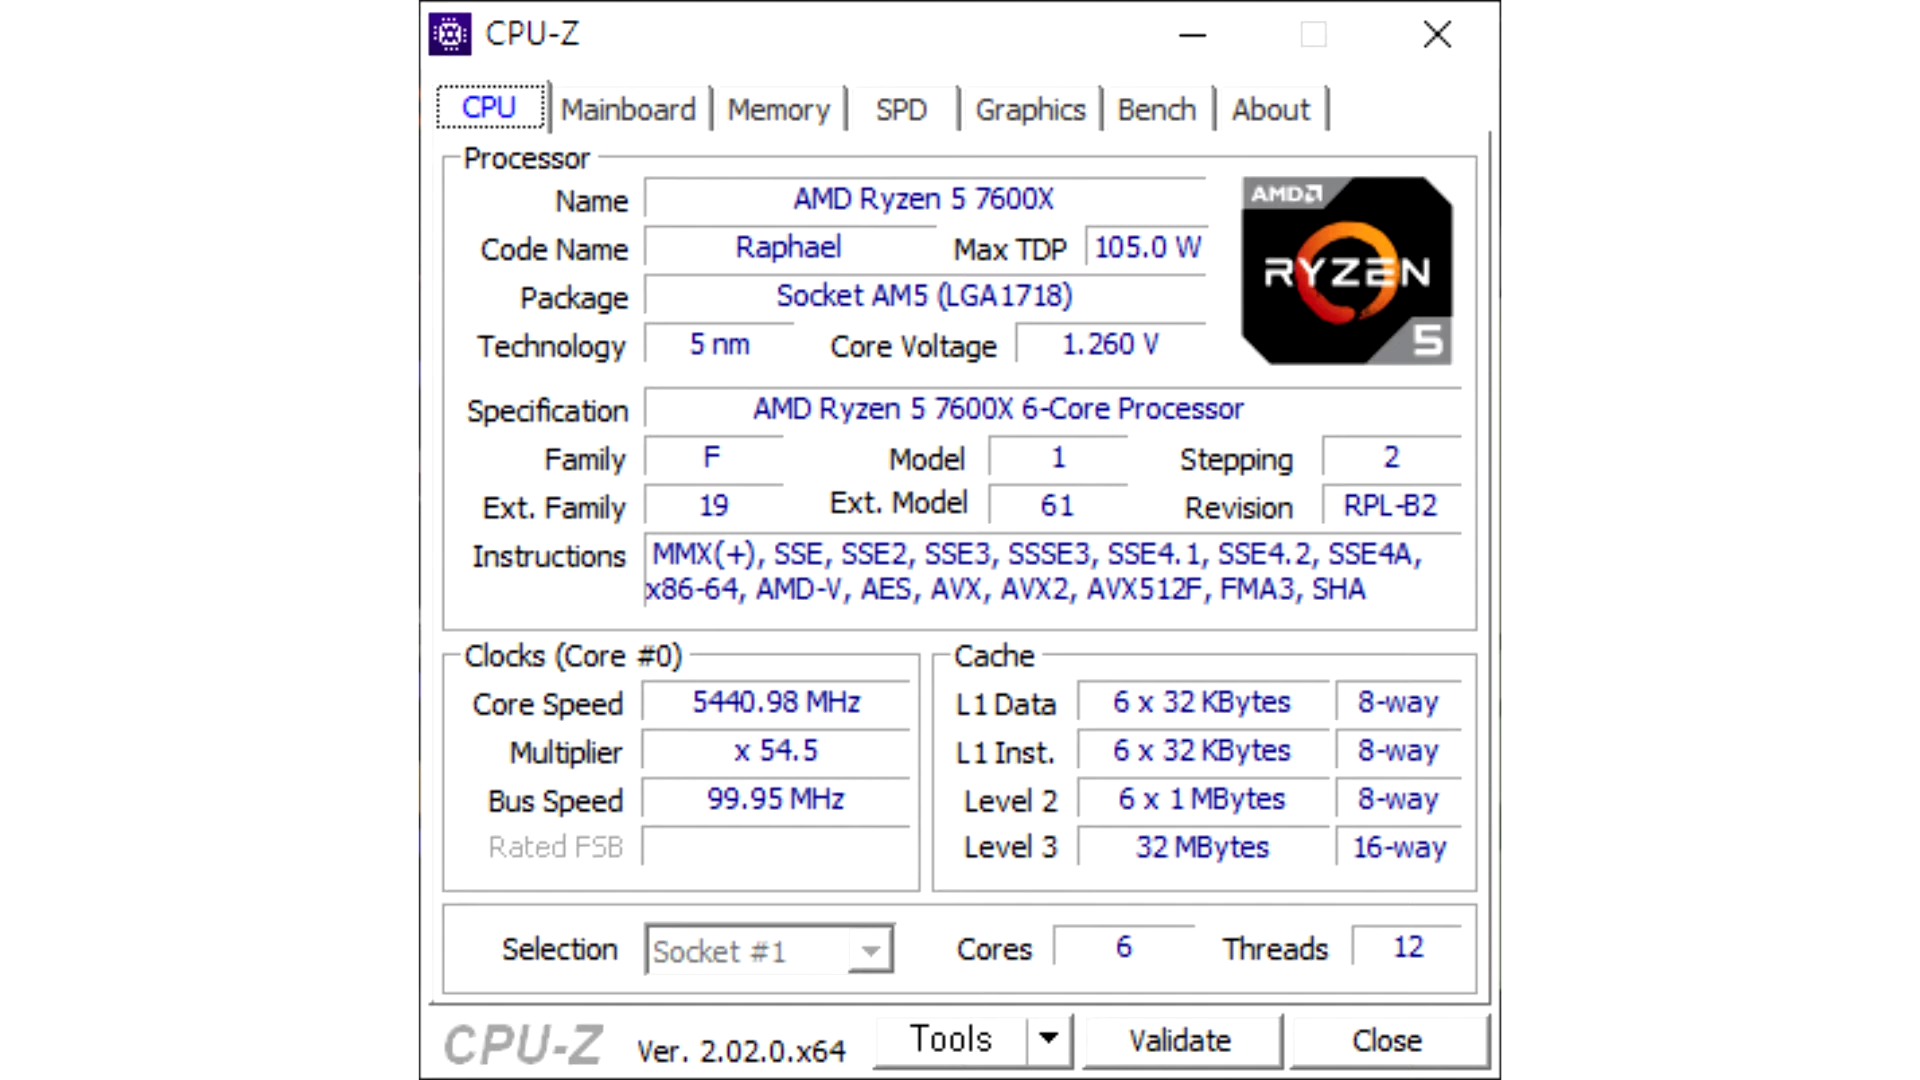 CPU-Z
CPU Mainboard Memory SPD Graphics Bench About
Processor
Name AMD Ryzen 5 7600X
Code Name Raphael Max TDP 105.0 W
Package Socket AM5 (LGA1718)
Technology 5 nm Core Voltage 1.260 V
AMD
RYZEN
5
Specification AMD Ryzen 5 7600X 6-Core Processor
Family F Model 1 Stepping 2
Ext. Family 19 Ext. Model 61 Revision RPL-B2
Instructions MMX(+), SSE, SSE2, SSE3, SSSE3, SSE4.1, SSE4.2, SSE4A,
x86-64, AMD-V, AES, AVX, AVX2, AVX512F, FMA3, SHA
Clocks (Core #0)
Core Speed 5440.98 MHz
Multiplier x 54.5
Bus Speed 99.95 MHz
Rated FSB
Cache
L1 Data 6 x 32 KBytes 8-way
L1 Inst. 6 x 32 KBytes 8-way
Level 2 6 x 1 MBytes 8-way
Level 3 32 MBytes 16-way
Selection Socket #1 Cores 6 Threads 12
CPU-Z Ver. 2.02.0.x64 Tools Validate Close